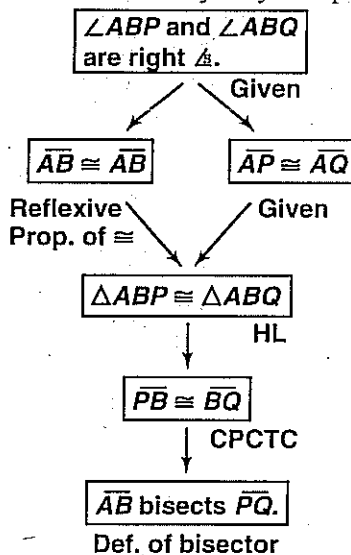 ∠ABP and ∠ABQ
are right ∠s.
Given
AB ≅ AB
AP ≅ AQ
Reflexive
Prop. of ≅
Given
△ABP ≅ △ABQ
HL
PB ≅ BQ
CPCTC
AB bisects PQ.
Def. of bisector